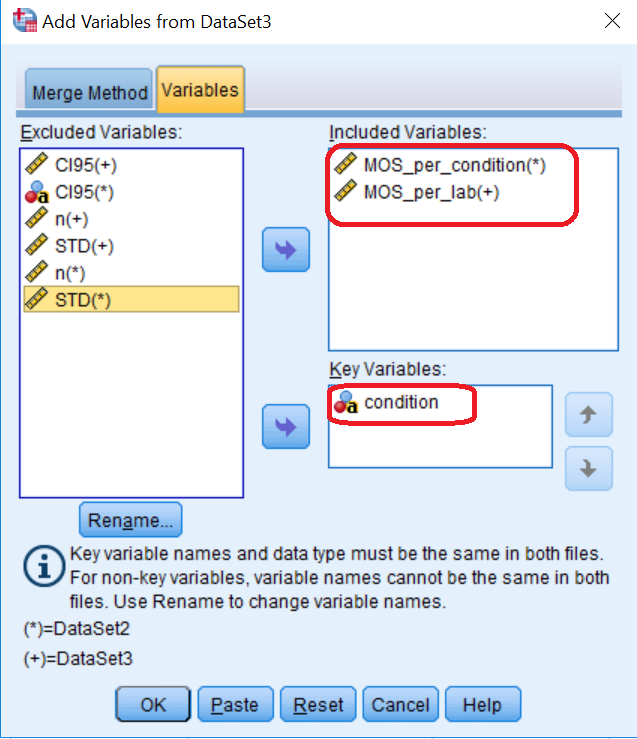 Add Variables from DataSet3
Merge Method
Variables
Excluded Variables:
CI95(+)
CI95(*)
n(+)
STD(+)
n(*)
STD(*)
Included Variables:
MOS_per_condition(*)
MOS_per_lab(+)
Key Variables:
condition
Rename...
Key variable names and data type must be the same in both files.
For non-key variables, variable names cannot be the same in both
files. Use Rename to change variable names.
(*)=DataSet2
(+)=DataSet3
OK
Paste
Reset
Cancel
Help